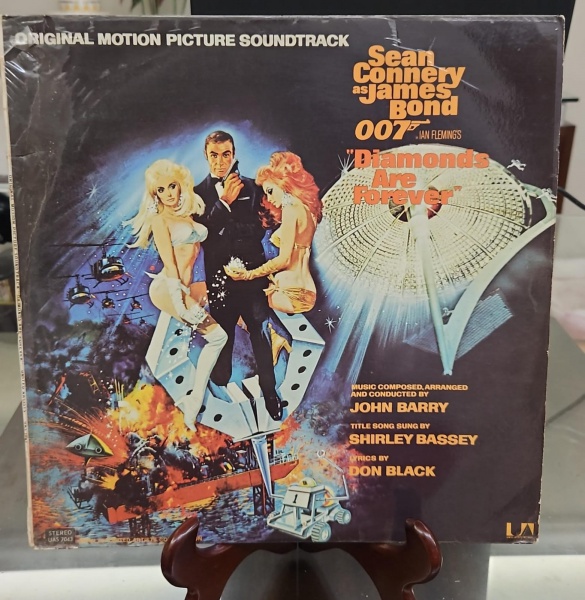 ORIGINAL MOTION PICTURE SOUNDTRACK
Sean
Connery
as James
Bond
007
IAN FLEMING'S
"Diamonds
Are
Forever"
MUSIC COMPOSED, ARRANGED
AND CONDUCTED BY
JOHN BARRY
TITLE SONG SUNG BY
SHIRLEY BASSEY
LYRICS BY
DON BLACK
1
STEREO
UA